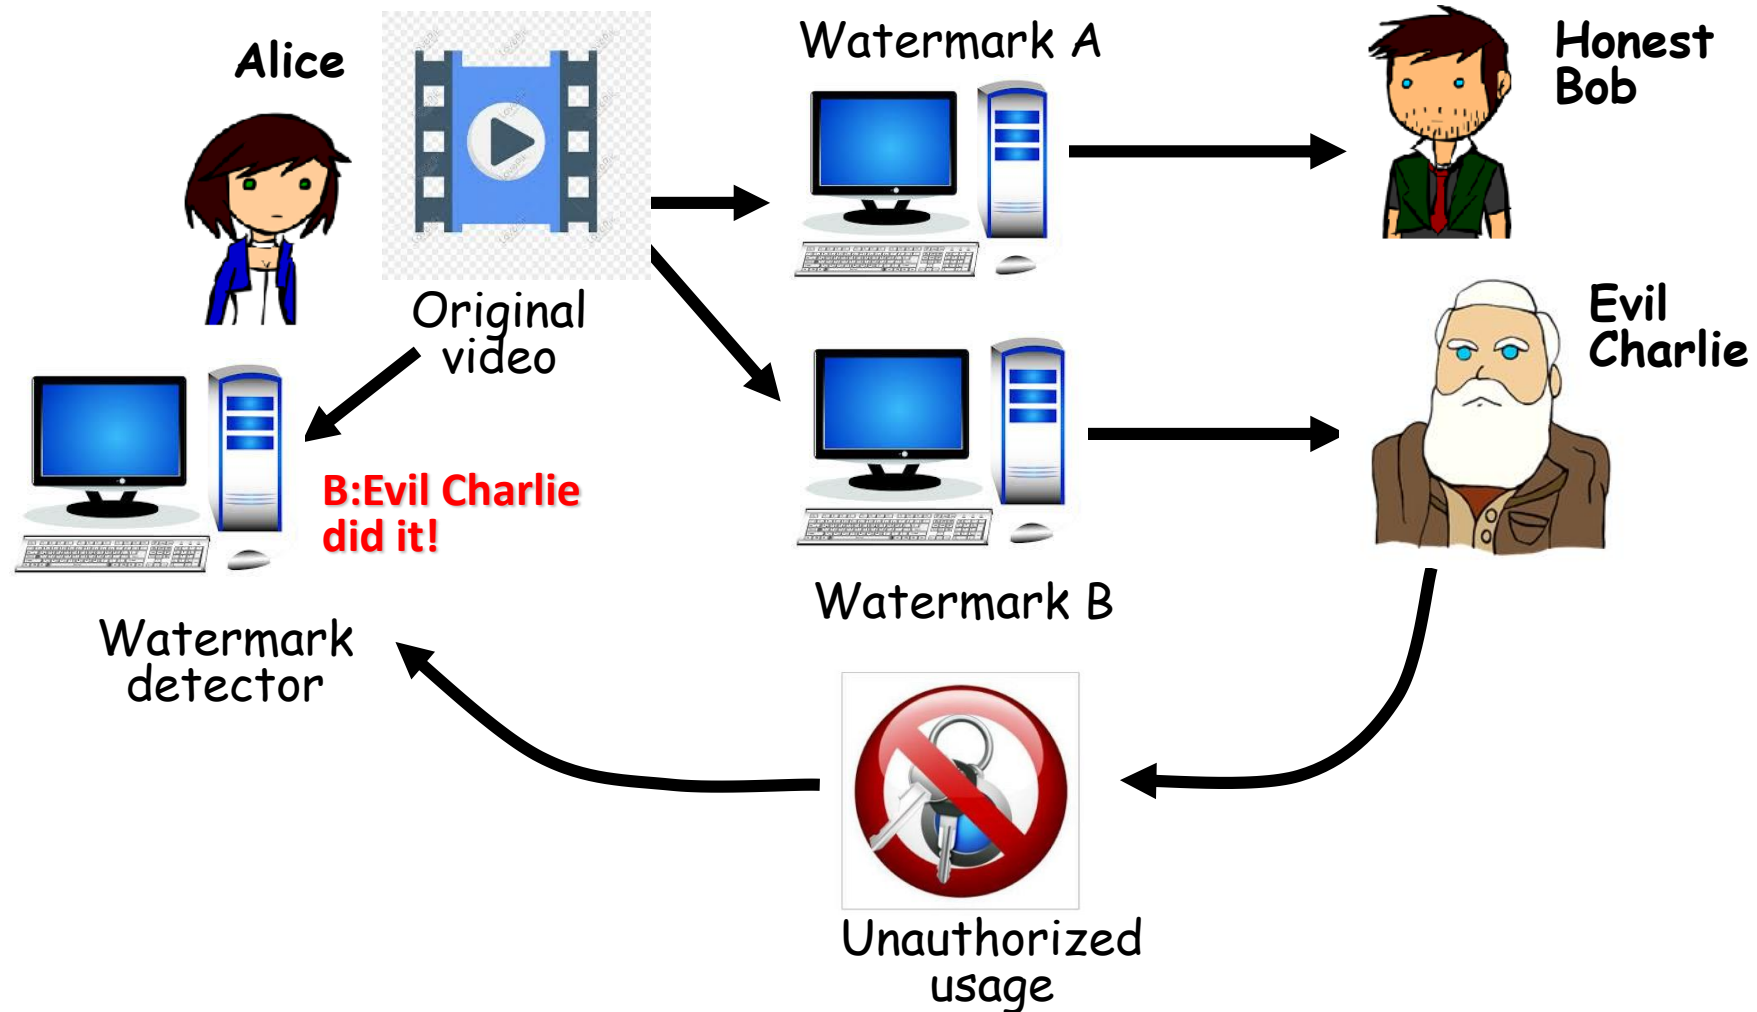 Alice
Original
video
Watermark A
Honest
Bob
Evil
Charlie
B:Evil Charlie
did it!
Watermark B
Watermark
detector
Unauthorized
usage